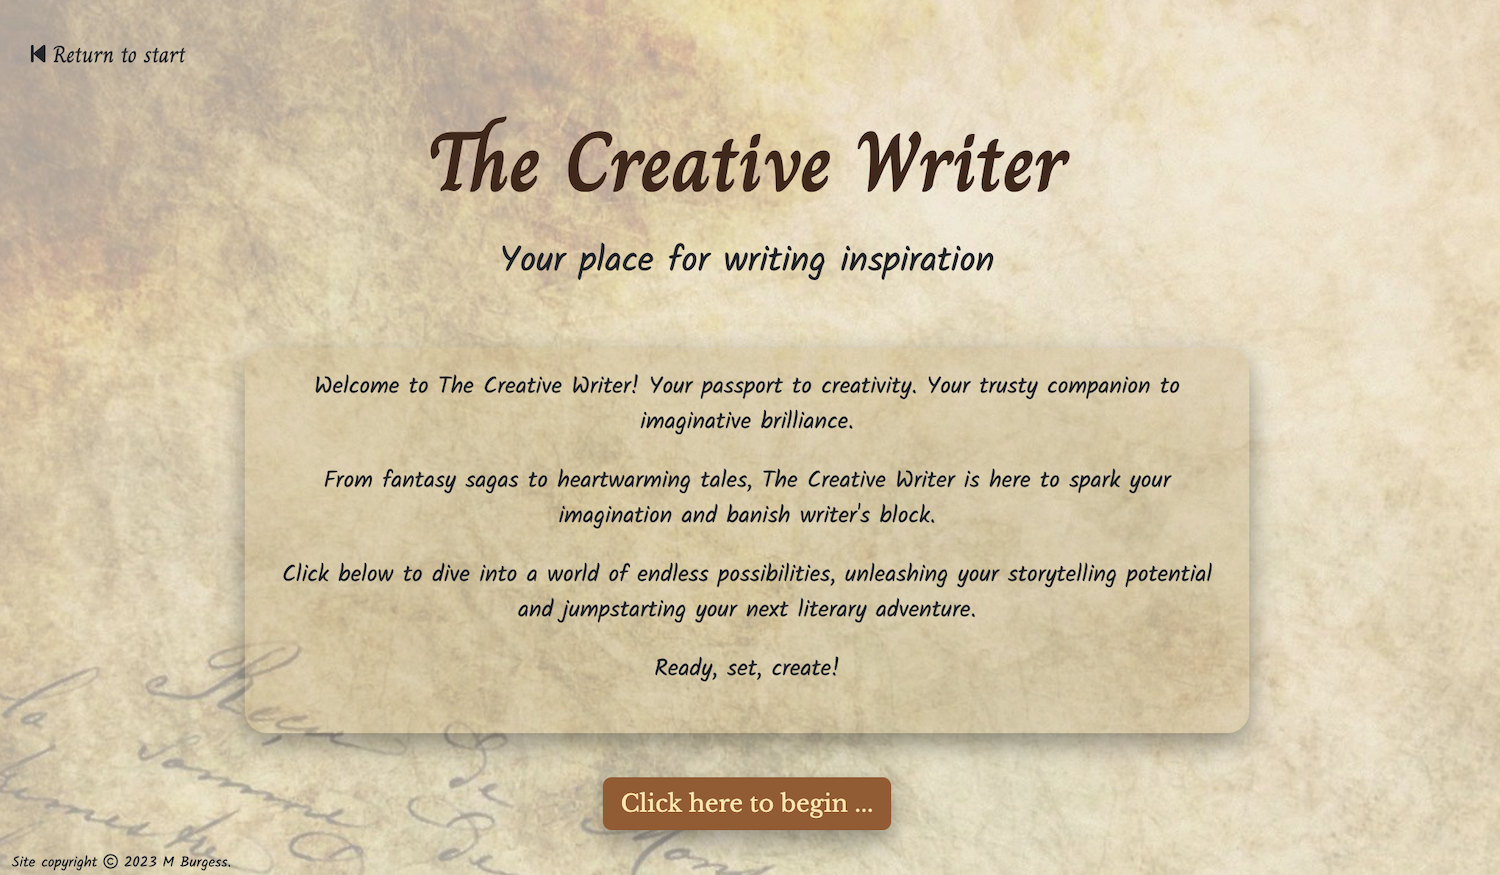 Return to start
The Creative Writer
Your place for writing inspiration
Welcome to The Creative Writer! Your passport to creativity. Your trusty companion to
imaginative brilliance.
From fantasy sagas to heartwarming tales, The Creative Writer is here to spark your
imagination and banish writer's block.
Click below to dive into a world of endless possibilities, unleashing your storytelling potential
and jumpstarting your next literary adventure.
Ready, set, create!
Click here to begin ...
Site copyright © 2023 M Burgess.